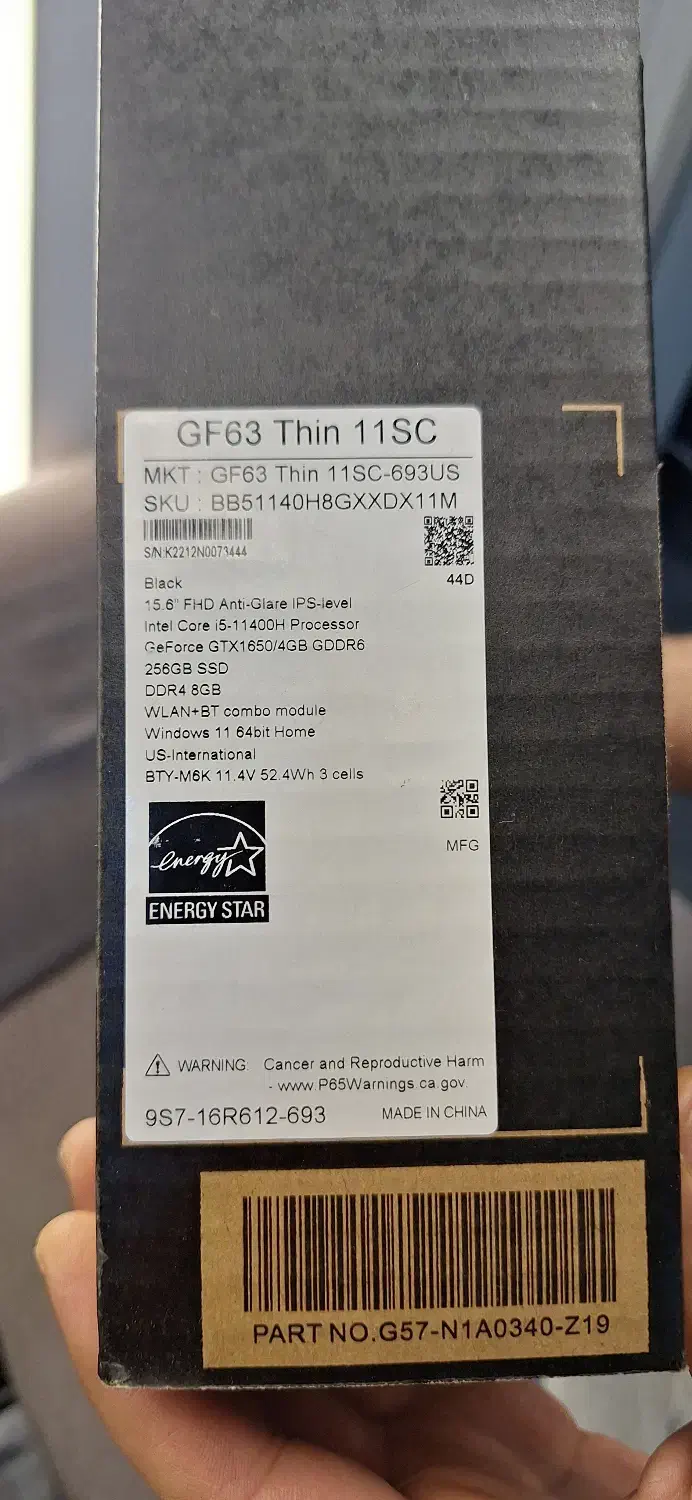 GF63 Thin 11SC
MKT : GF63 Thin 11SC-693US
SKU : BB51140H8GXXDX11M
S/N:K2212N0073444
44D
Black
15.6" FHD Anti-Glare IPS-level
Intel Core i5-11400H Processor
GeForce GTX1650/4GB GDDR6
256GB SSD
DDR4 8GB
WLAN+BT combo module
Windows 11 64bit Home
US-International
BTY-M6K 11.4V 52.4Wh 3 cells
MFG
energy
ENERGY STAR
WARNING: Cancer and Reproductive Harm
- www.P65Warnings.ca.gov.
9S7-16R612-693 MADE IN CHINA
PART NO.G57-N1A0340-Z19